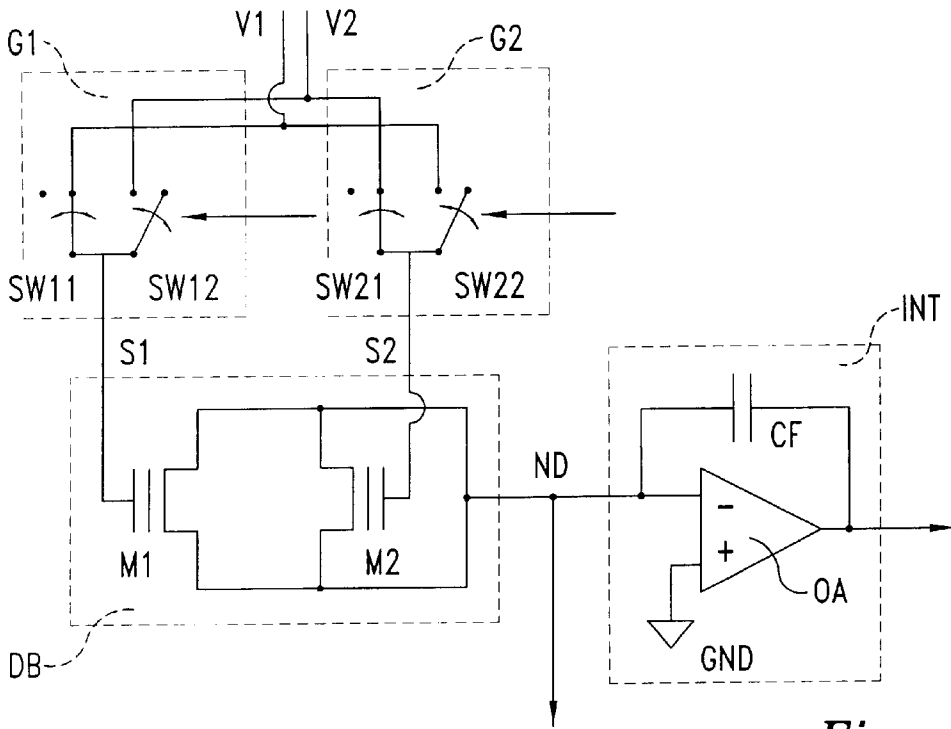 V1 V2
G1
G2
SW11 SW12
SW21 SW22
S1
S2
INT
CF
ND
M1
M2
-
+
OA
GND
DB